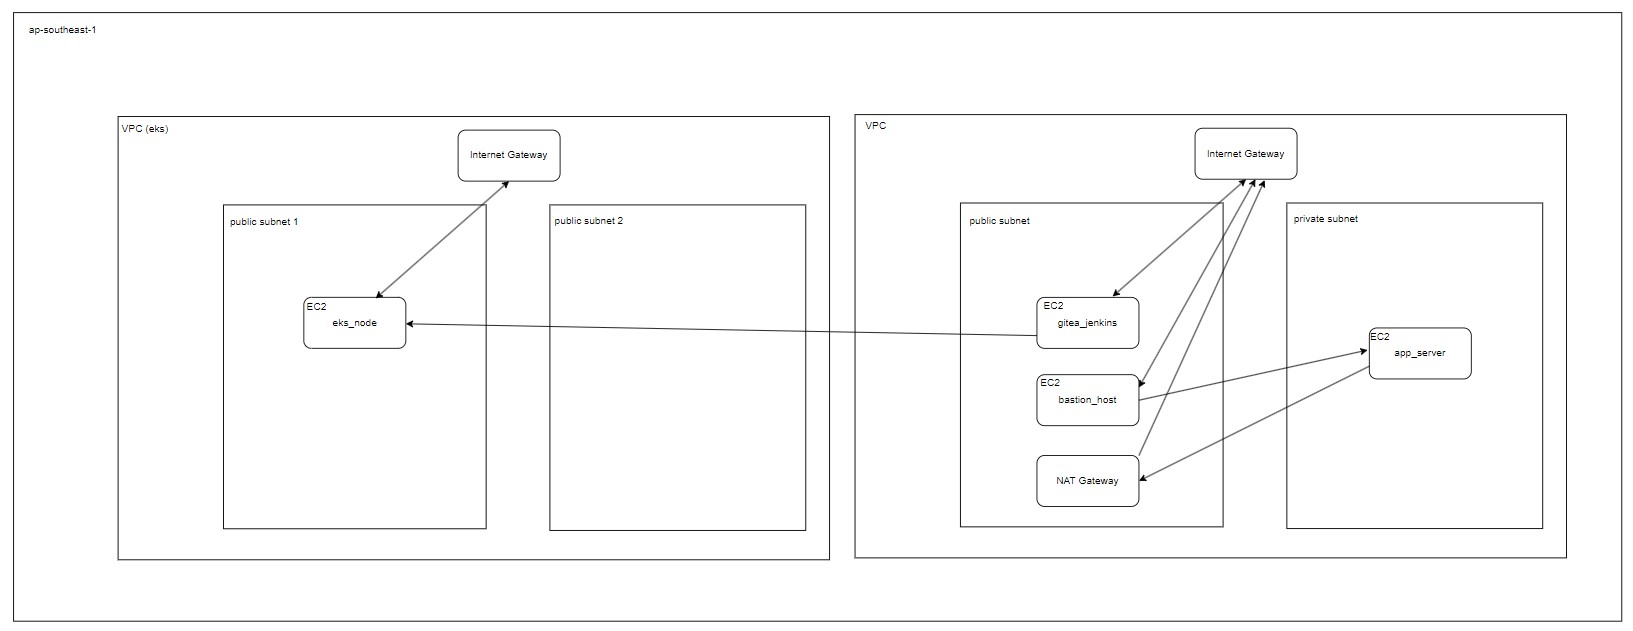 ap-southeast-1
VPC (eks)
Internet Gateway
public subnet 1
public subnet 2
EC2
eks_node
VPC
Internet Gateway
public subnet
private subnet
EC2
gitea_jenkins
EC2
bastion_host
NAT Gateway
EC2
app_server